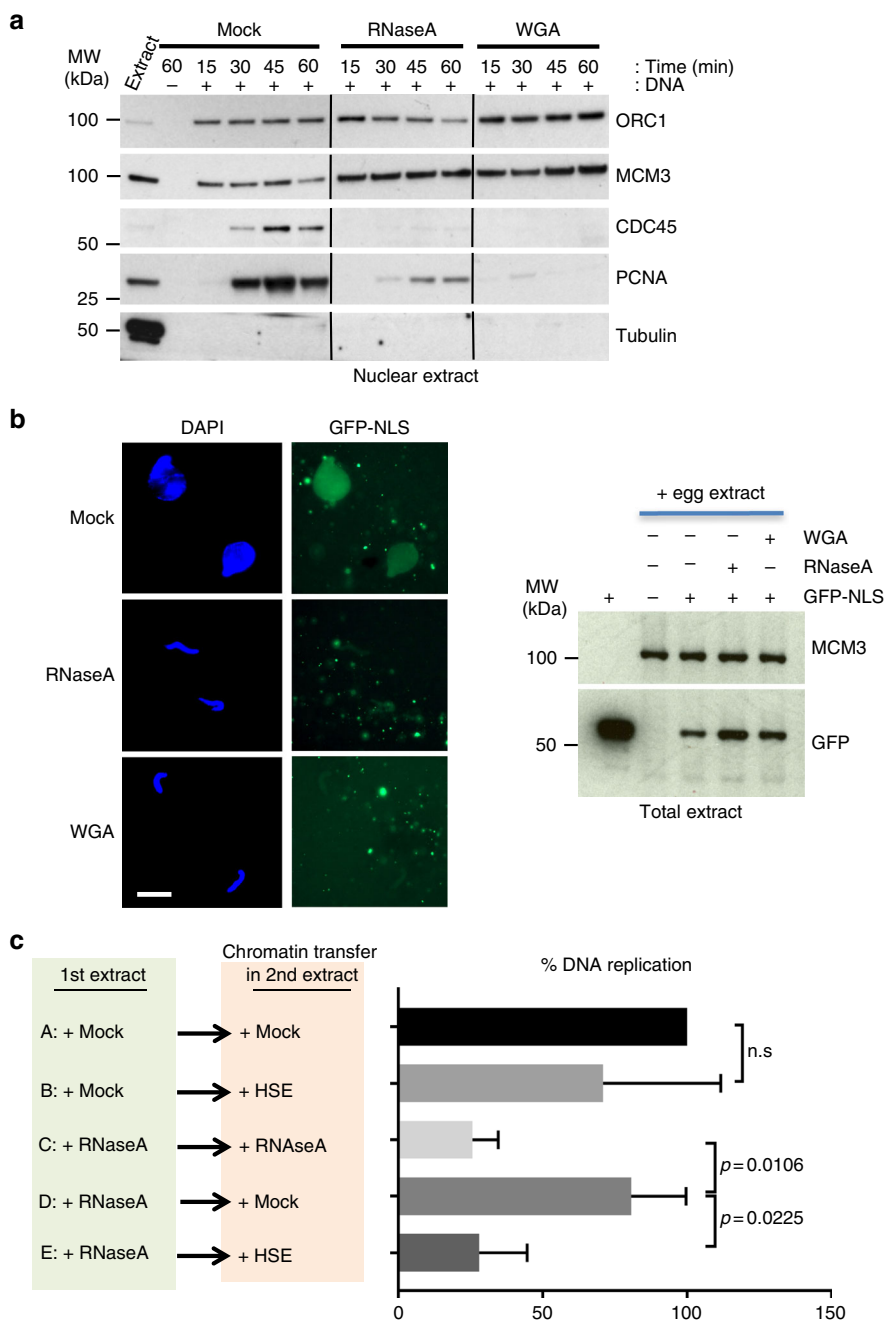 a
Mock RNaseA WGA
MW (kDa) Extract 60 15 30 45 60 15 30 45 60 15 30 45 60 : Time (min)
– + + + + + + + + + + + + : DNA
100 ORC1
100 MCM3
50 CDC45
25 PCNA
50 Tubulin
Nuclear extract
b
DAPI GFP-NLS
Mock
RNaseA
WGA
+ egg extract
– – – + WGA
– – + – RNaseA
MW (kDa) + – + + + GFP-NLS
100 MCM3
50 GFP
Total extract
c
1st extract
Chromatin transfer
in 2nd extract
% DNA replication
A: + Mock + Mock
B: + Mock + HSE
C: + RNaseA + RNAseA
D: + RNaseA + Mock
E: + RNaseA + HSE
n.s
p=0.0106
p=0.0225
0 50 100 150